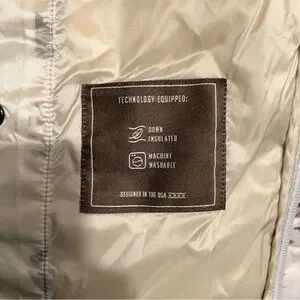 TECHNOLOGY EQUIPPED:
DOWN
INSULATED
MACHINE
WASHABLE
DESIGNED IN THE USA